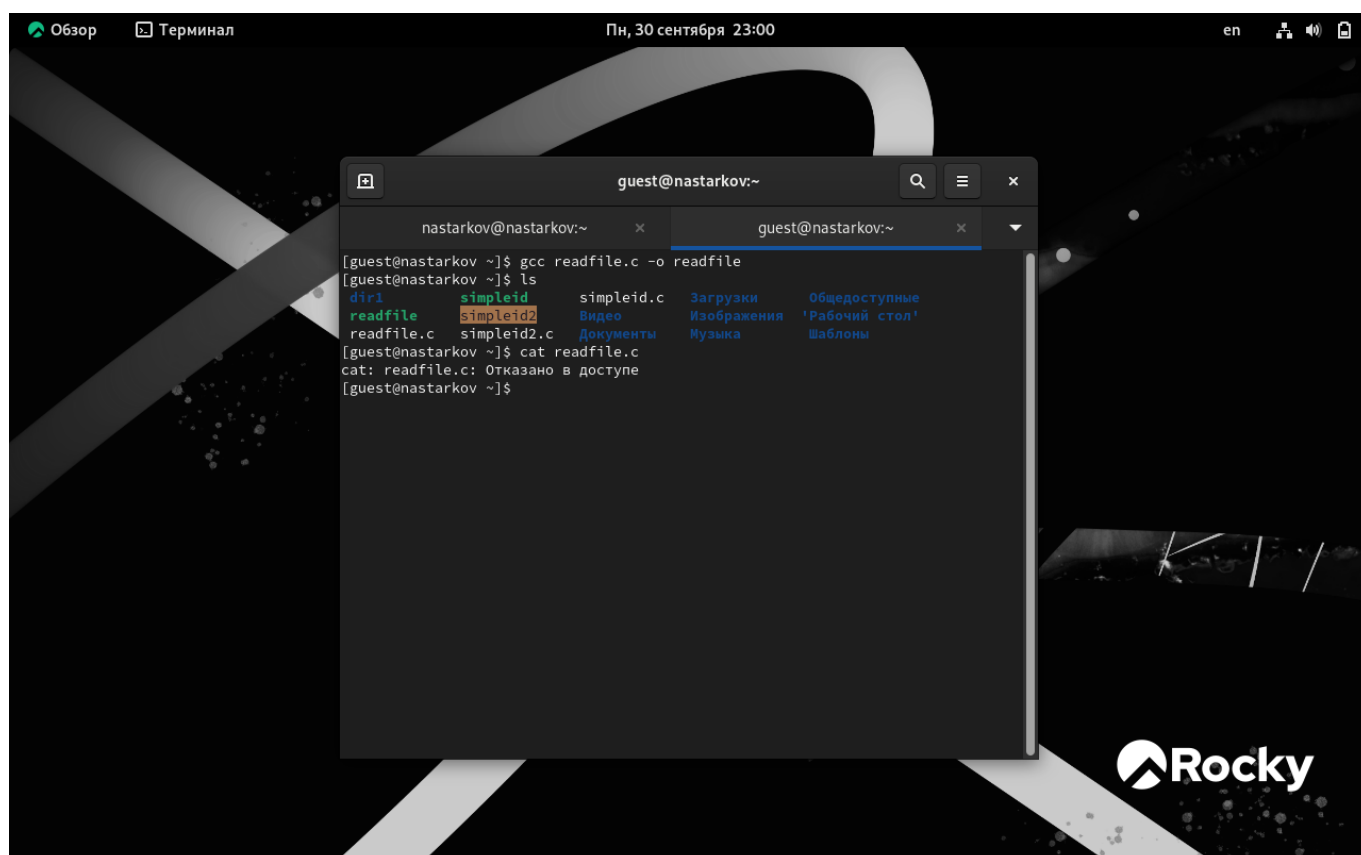 Обзор Терминал Пн, 30 сентября 23:00 en
guest@nastarkov:~
nastarkov@nastarkov:~ guest@nastarkov:~
[guest@nastarkov ~]$ gcc readfile.c -o readfile
[guest@nastarkov ~]$ ls
dir1 simpleid simpleid.c Загрузки Общедоступные
readfile simpleid2 Видео Изображения 'Рабочий стол'
readfile.c simpleid2.c Документы Музыка Шаблоны
[guest@nastarkov ~]$ cat readfile.c
cat: readfile.c: Отказано в доступе
[guest@nastarkov ~]$
Rocky